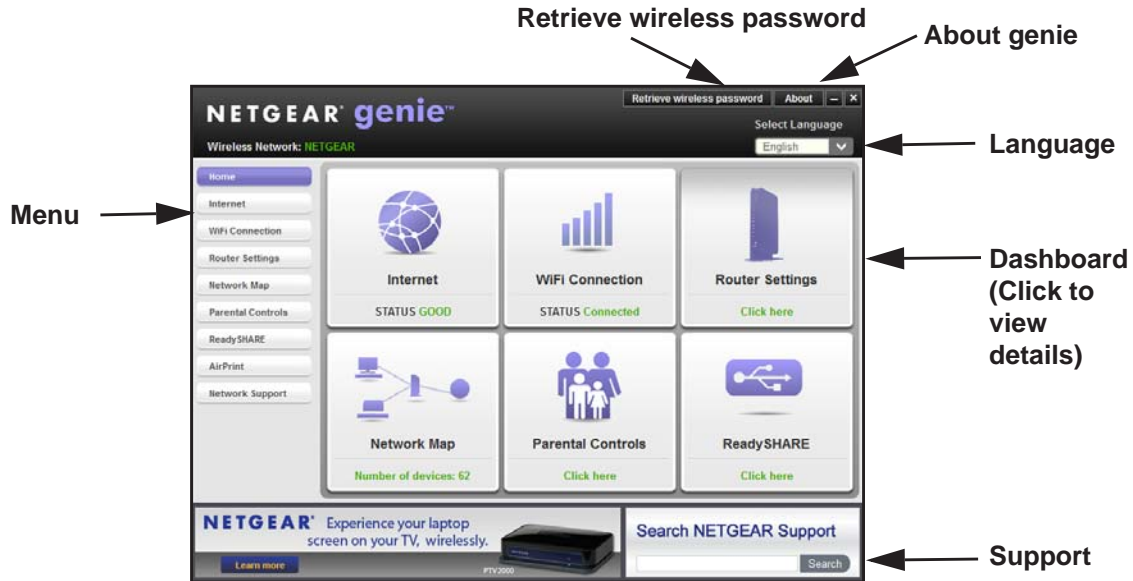 Retrieve wireless password
About genie
Retrieve wireless password
About
NETGEAR® genie™
Select Language
Wireless Network: NETGEAR
English
Language
Menu
Home
Internet
WiFi Connection
Router Settings
Network Map
Parental Controls
ReadySHARE
AirPrint
Network Support
Internet
STATUS GOOD
WiFi Connection
STATUS Connected
Router Settings
Click here
Dashboard
(Click to
view
details)
Network Map
Number of devices: 62
Parental Controls
Click here
ReadySHARE
Click here
NETGEAR®
Experience your laptop
screen on your TV, wirelessly.
Learn more
PTV2000
Search NETGEAR Support
Search
Support